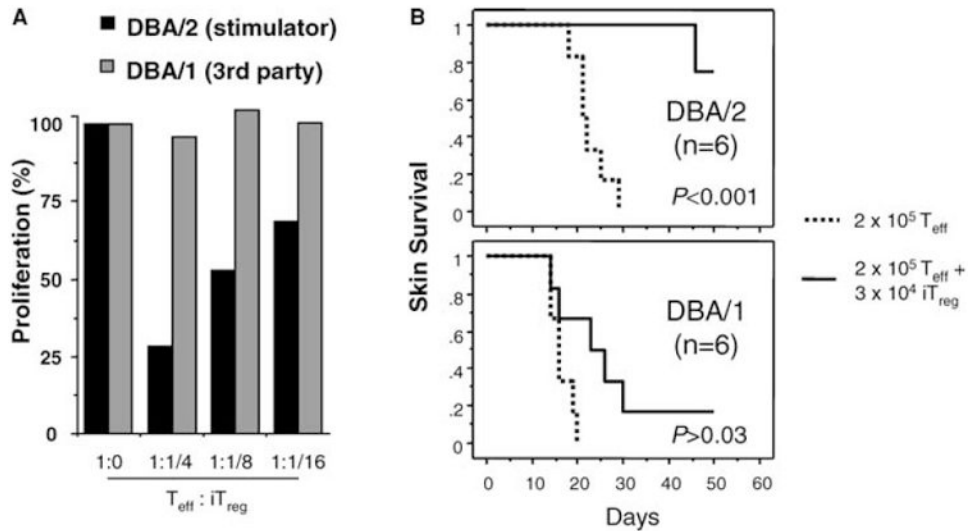 A
DBA/2 (stimulator)
DBA/1 (3rd party)
Proliferation (%)
100
75
50
25
0
1:0 1:1/4 1:1/8 1:1/16
Teff : iTreg
B
Skin Survival
1
.8
.6
.4
.2
0
DBA/2
(n=6)
P<0.001
1
.8
.6
.4
.2
0
DBA/1
(n=6)
P>0.03
0 10 20 30 40 50 60
Days
2 x 10⁵ Teff
2 x 10⁵ Teff +
3 x 10⁴ iTreg